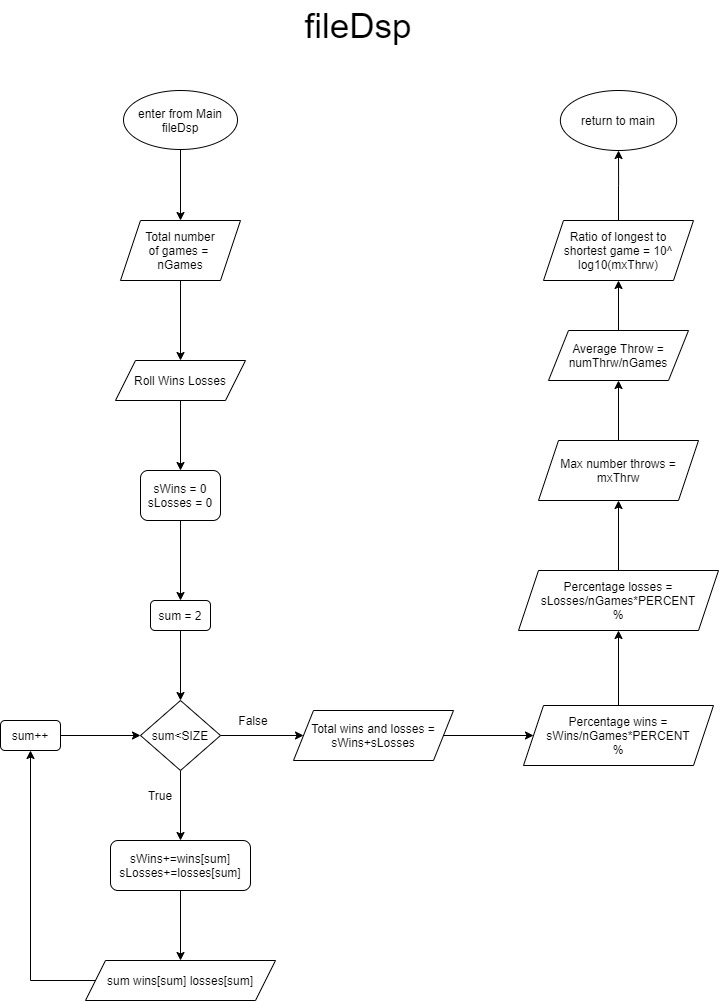 fileDsp
enter from Main
fileDsp
Total number
of games =
nGames
Roll Wins Losses
sWins = 0
sLosses = 0
sum = 2
sum<SIZE
True
sWins+=wins[sum]
sLosses+=losses[sum]
sum wins[sum] losses[sum]
sum++
False
Total wins and losses =
sWins+sLosses
Percentage wins =
sWins/nGames*PERCENT
%
Percentage losses =
sLosses/nGames*PERCENT
%
Max number throws =
mxThrw
Average Throw =
numThrw/nGames
Ratio of longest to
shortest game = 10^
log10(mxThrw)
return to main